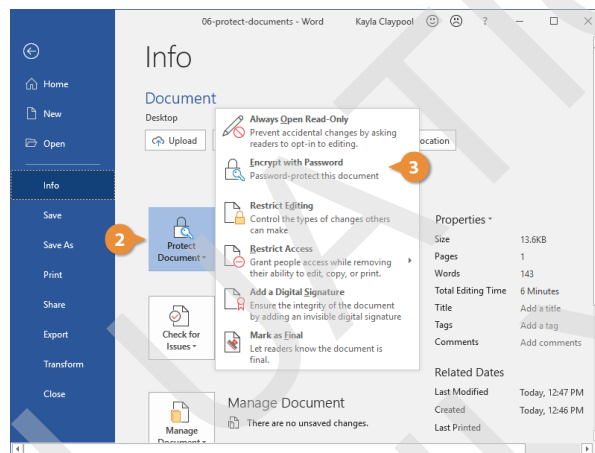 06-protect-documents - Word Kayla Claypool ?
Info
Home
New
Open
Info
Save
Save As
Print
Share
Export
Transform
Close
Document
Desktop
Upload
Always Open Read-Only
Prevent accidental changes by asking
readers to opt-in to editing.
Encrypt with Password
Password-protect this document
3
Restrict Editing
Control the types of changes others
can make
Restrict Access
Grant people access while removing
their ability to edit, copy, or print.
Add a Digital Signature
Ensure the integrity of the document
by adding an invisible digital signature
Mark as Final
Let readers know the document is
final.
2
Protect
Document
Check for
Issues
Manage
Document
Manage Document
There are no unsaved changes.
Properties
Size 13.6KB
Pages 1
Words 143
Total Editing Time 6 Minutes
Title Add a title
Tags Add a tag
Comments Add comments
Related Dates
Last Modified Today, 12:47 PM
Created Today, 12:46 PM
Last Printed